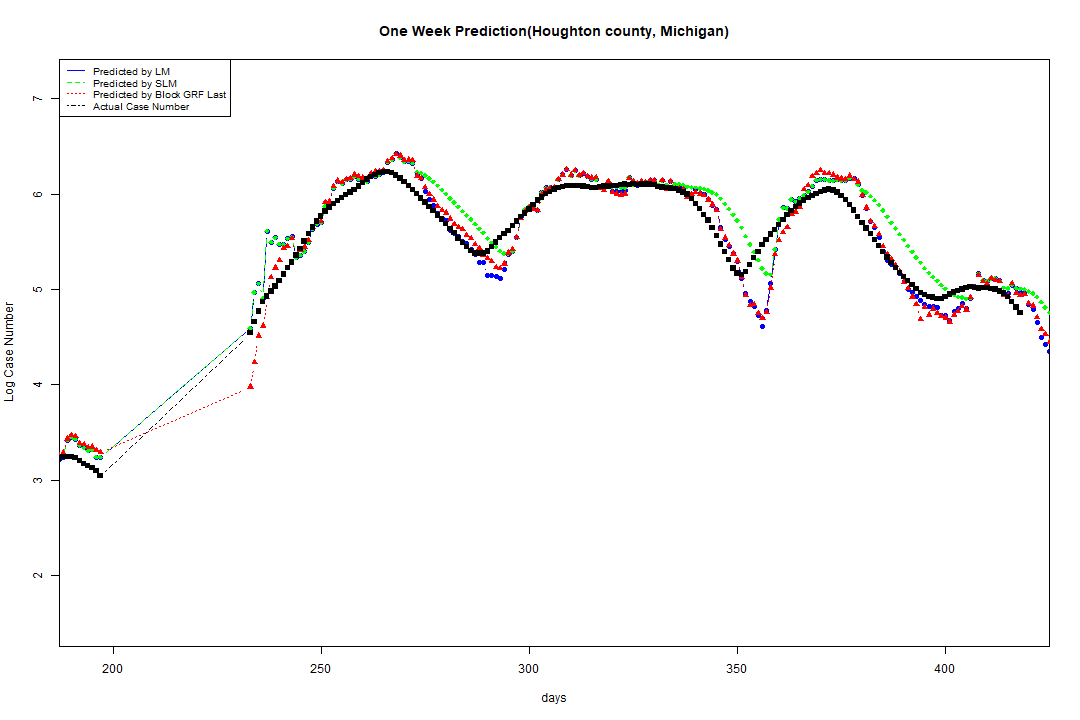 One Week Prediction(Houghton county, Michigan)
Predicted by LM
Predicted by SLM
Predicted by Block GRF Last
Actual Case Number
7
6
5
4
3
2
Log Case Number
200 250 300 350 400
days